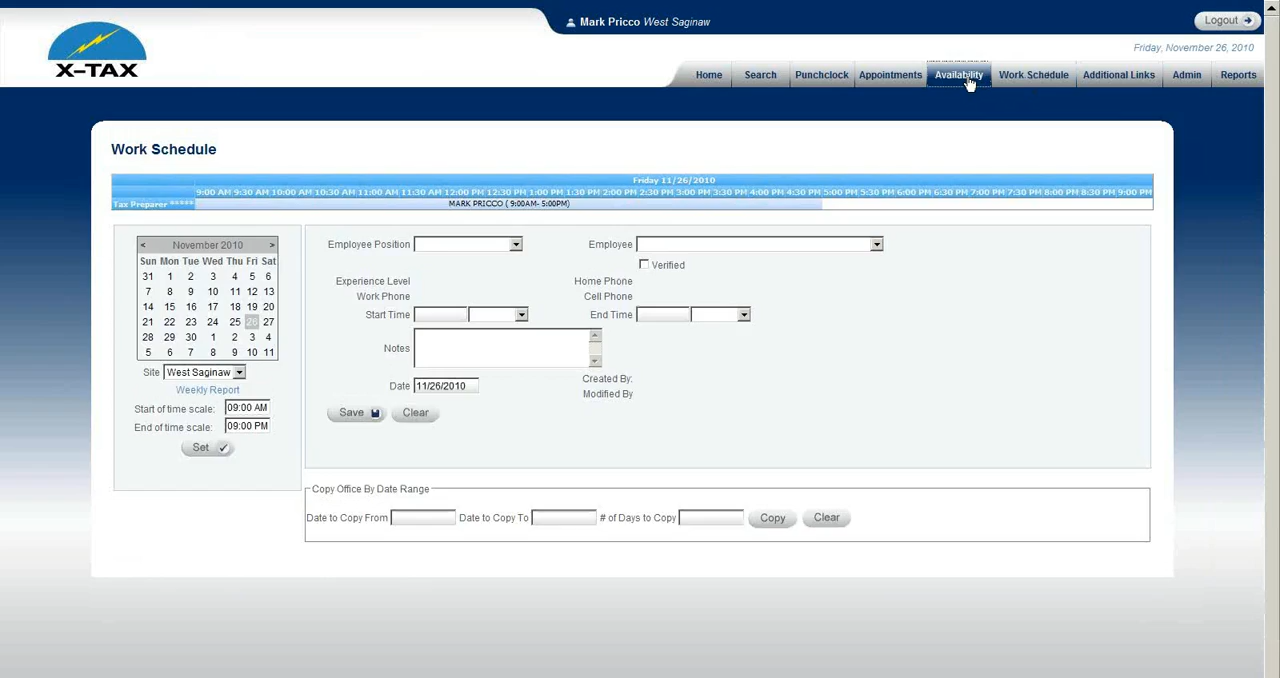 Mark Pricco West Saginaw
Logout
X-TAX
Friday, November 26, 2010
Home Search Punchclock Appointments Availability Work Schedule Additional Links Admin Reports
Work Schedule
Friday 11/26/2010
9:00 AM 9:30 AM 10:00 AM 10:30 AM 11:00 AM 11:30 AM 12:00 PM 12:30 PM 1:00 PM 1:30 PM 2:00 PM 2:30 PM 3:00 PM 3:30 PM 4:00 PM 4:30 PM 5:00 PM 5:30 PM 6:00 PM 6:30 PM 7:00 PM 7:30 PM 8:00 PM 8:30 PM 9:00 PM
Tax Preparer ***** MARK PRICCO ( 9:00AM- 5:00PM)
< November 2010 >
Sun Mon Tue Wed Thu Fri Sat
31 1 2 3 4 5 6
7 8 9 10 11 12 13
14 15 16 17 18 19 20
21 22 23 24 25 26 27
28 29 30 1 2 3 4
5 6 7 8 9 10 11
Site West Saginaw
Weekly Report
Start of time scale: 09:00 AM
End of time scale: 09:00 PM
Set
Employee Position Employee
Verified
Experience Level Home Phone
Work Phone Cell Phone
Start Time End Time
Notes
Created By:
Date 11/26/2010
Modified By
Save Clear
Copy Office By Date Range
Date to Copy From Date to Copy To # of Days to Copy Copy Clear